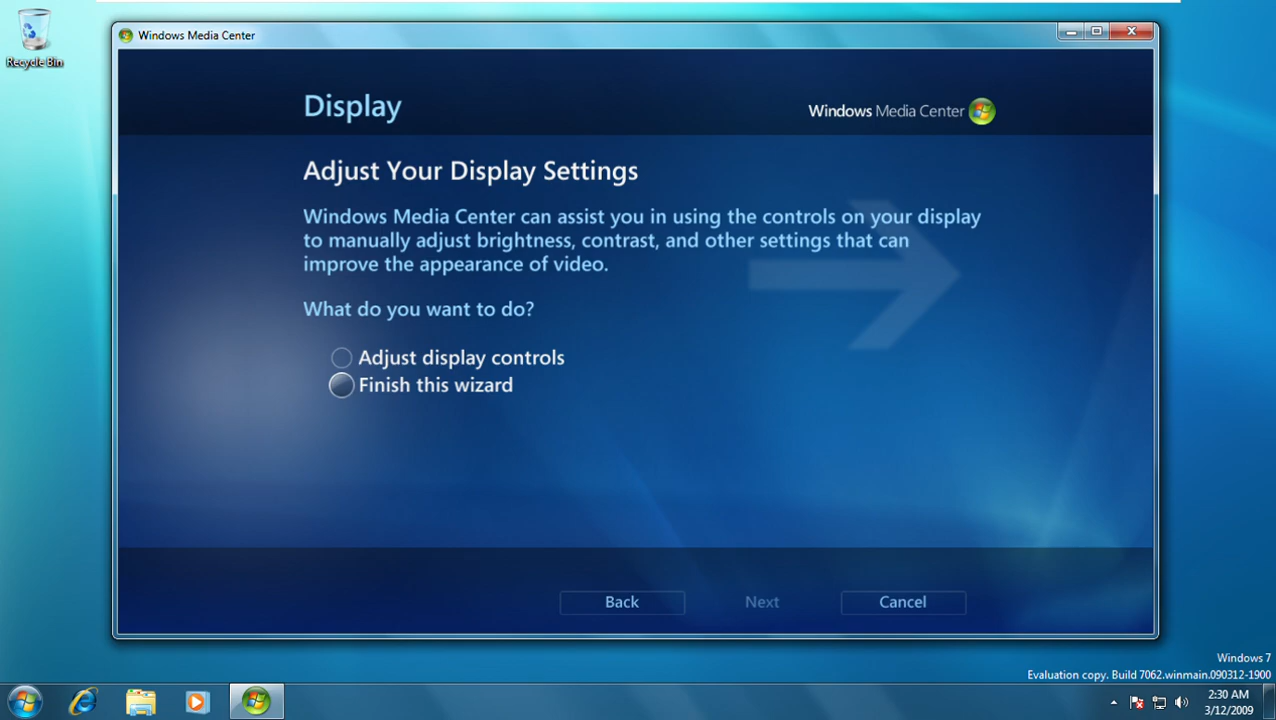 Recycle Bin
Windows Media Center
Display
Windows Media Center
Adjust Your Display Settings
Windows Media Center can assist you in using the controls on your display
to manually adjust brightness, contrast, and other settings that can
improve the appearance of video.
What do you want to do?
Adjust display controls
Finish this wizard
Back
Next
Cancel
Windows 7
Evaluation copy. Build 7062.winmain.090312-1900
2:30 AM
3/12/2009